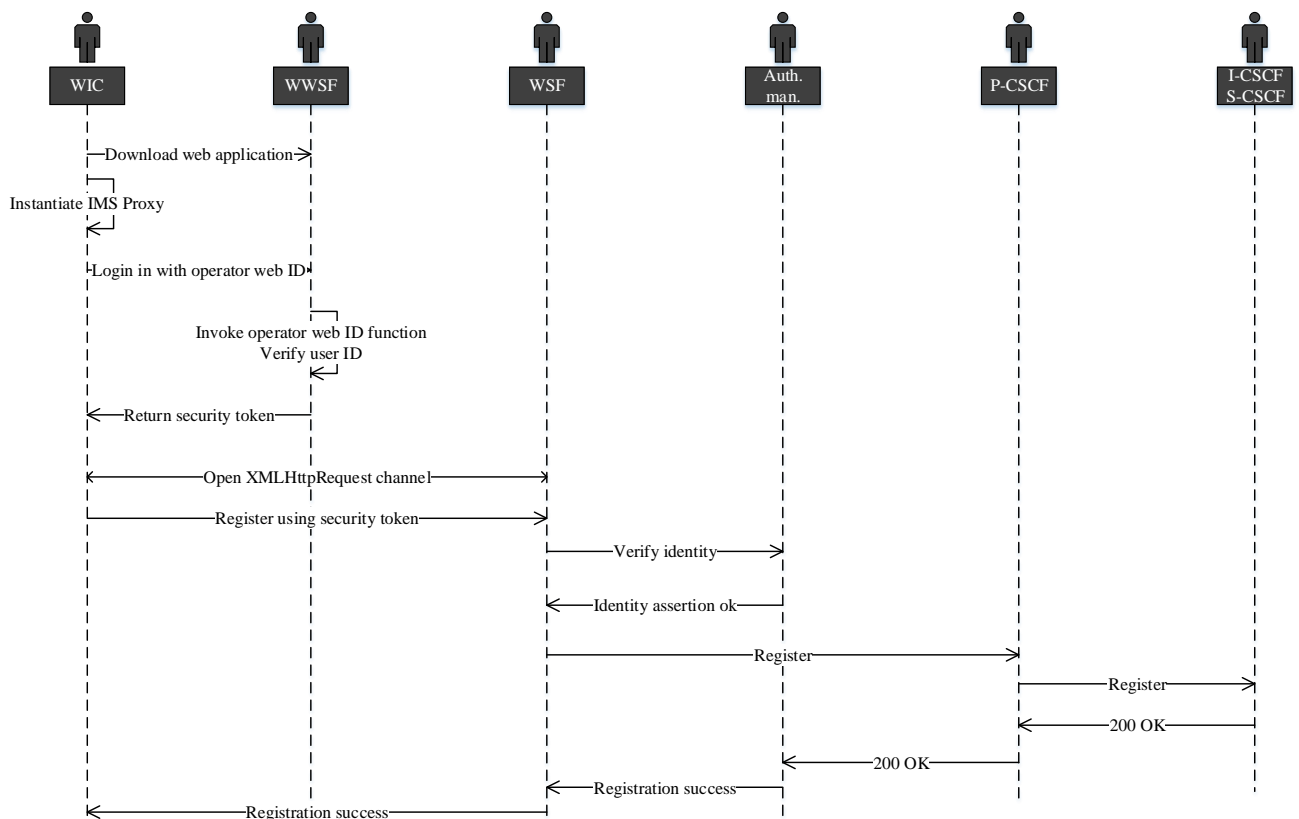 WIC
WWSF
WSF
Auth.
man.
P-CSCF
I-CSCF
S-CSCF
Download web application
Instantiate IMS Proxy
Login in with operator web ID
Invoke operator web ID function
Verify user ID
Return security token
Open XMLHttpRequest channel
Register using security token
Verify identity
Identity assertion ok
Register
Register
200 OK
200 OK
Registration success
Registration success